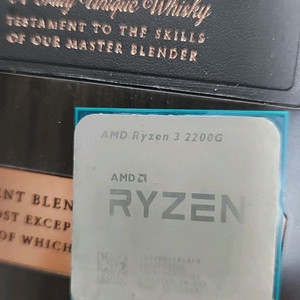 A Truly Unique Whisky
TESTAMENT TO THE SKILLS
OF OUR MASTER BLENDER
AMD Ryzen 3 2200G
AMD
RYZEN
ENT BLEN
OST EXCEP
OF WHICH